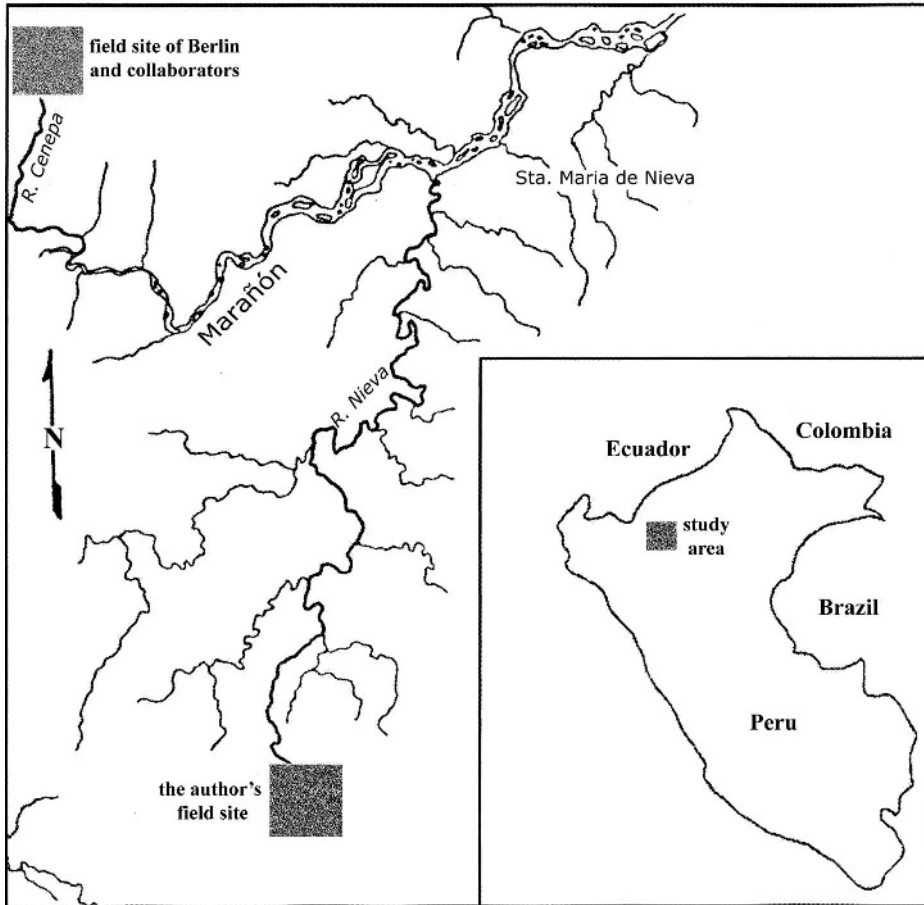 field site of Berlin
and collaborators
R. Cenepa
Sta. Maria de Nieva
Marañón
R. Nieva
N
Ecuador
Colombia
study
area
Brazil
Peru
the author's
field site